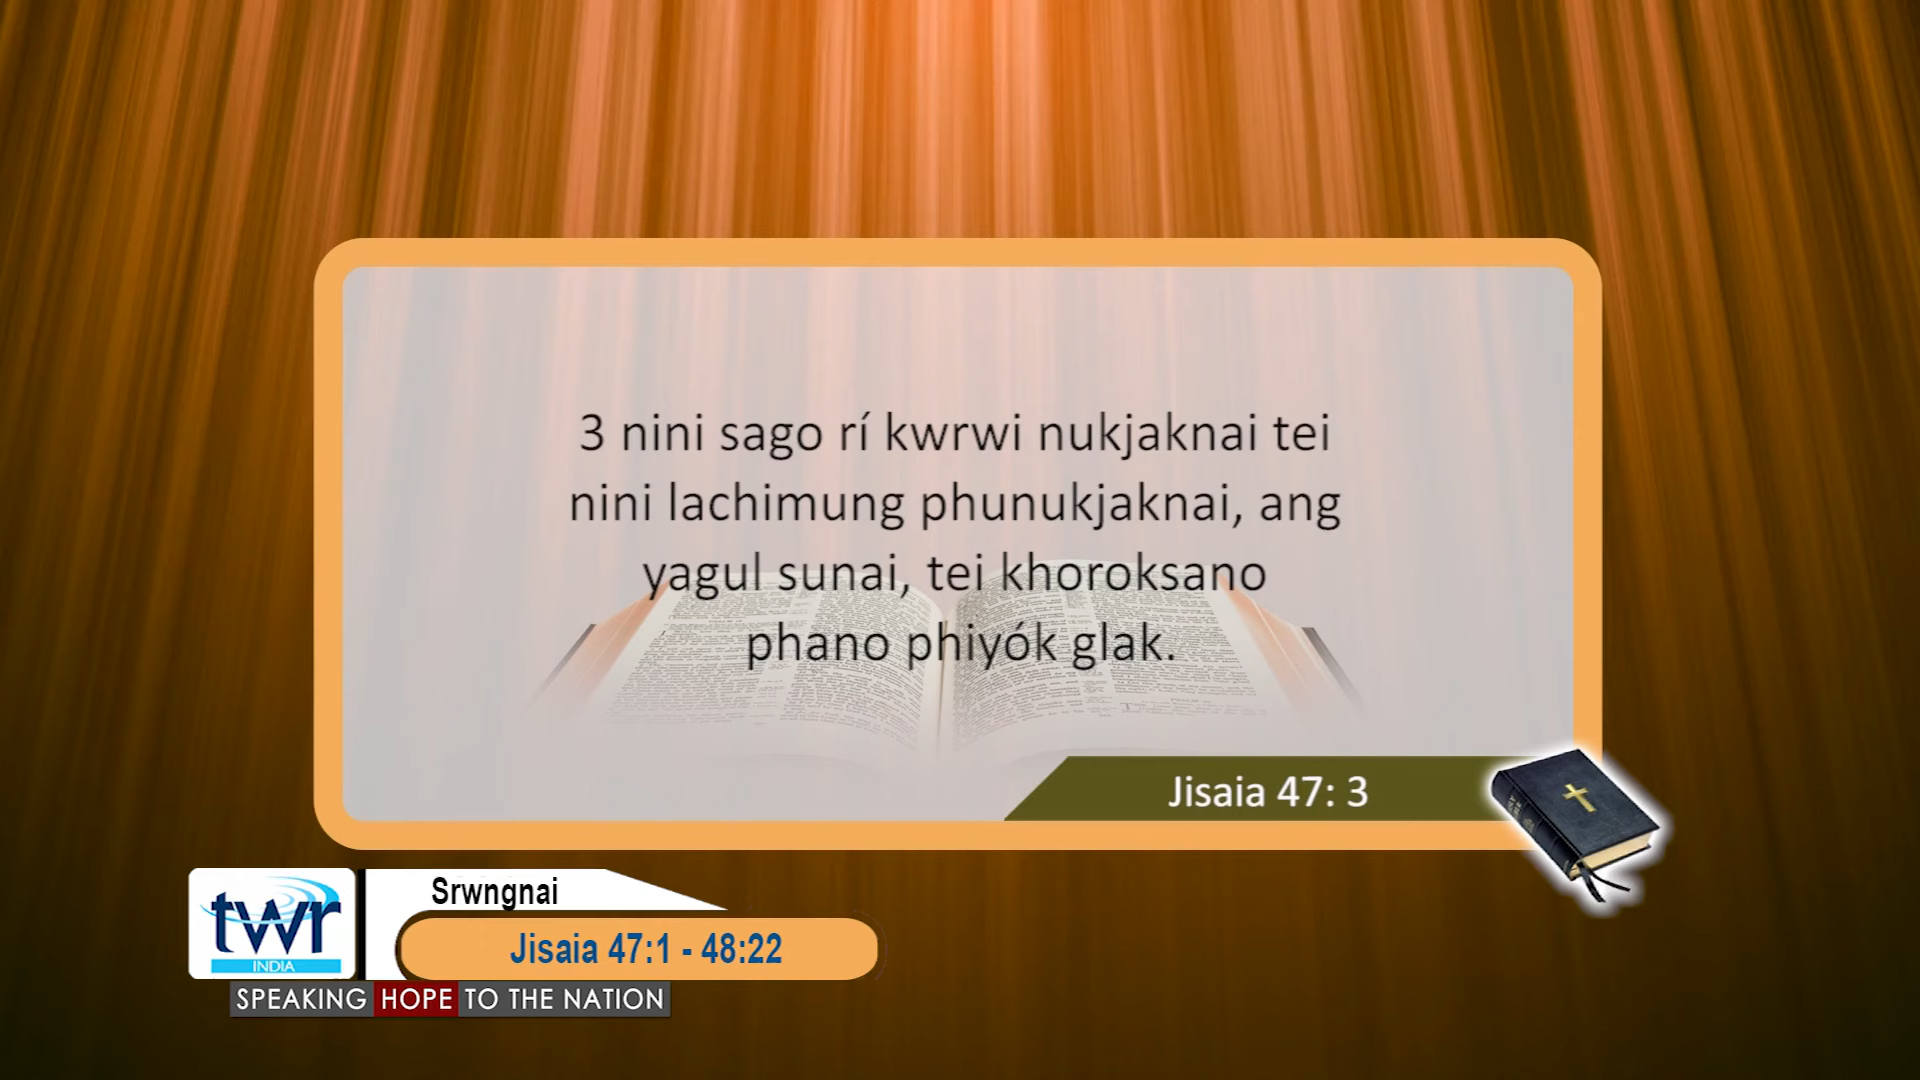 3 nini sago rí kwrwi nukjaknai tei
nini lachimung phunukjaknai, ang
yagul sunai, tei khoroksano
phano phiyók glak.
Jisaia 47: 3
Srwngnai
Jisaia 47:1 - 48:22
twr
INDIA
SPEAKING HOPE TO THE NATION